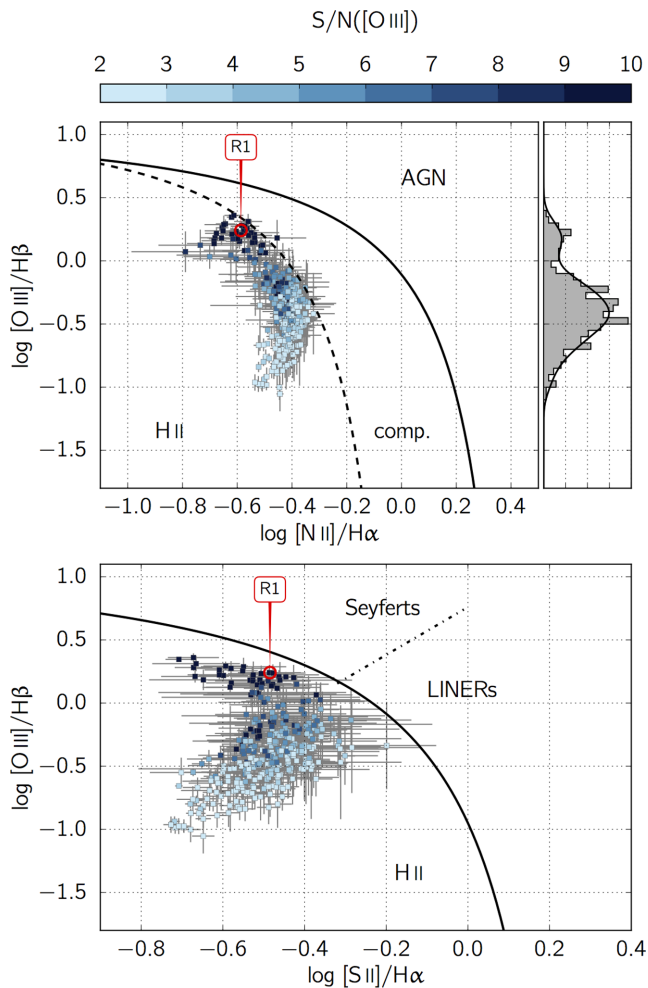 S/N([O III])
2 3 4 5 6 7 8 9 10
R1
AGN
1.0
0.5
0.0
−0.5
−1.0
−1.5
log [O III]/Hβ
H II
comp.
−1.0 −0.8 −0.6 −0.4 −0.2 0.0 0.2 0.4
log [N II]/Hα
R1
Seyferts
LINERs
1.0
0.5
0.0
−0.5
−1.0
−1.5
log [O III]/Hβ
H II
−1.0 −0.8 −0.6 −0.4 −0.2 0.0 0.2 0.4
log [S II]/Hα